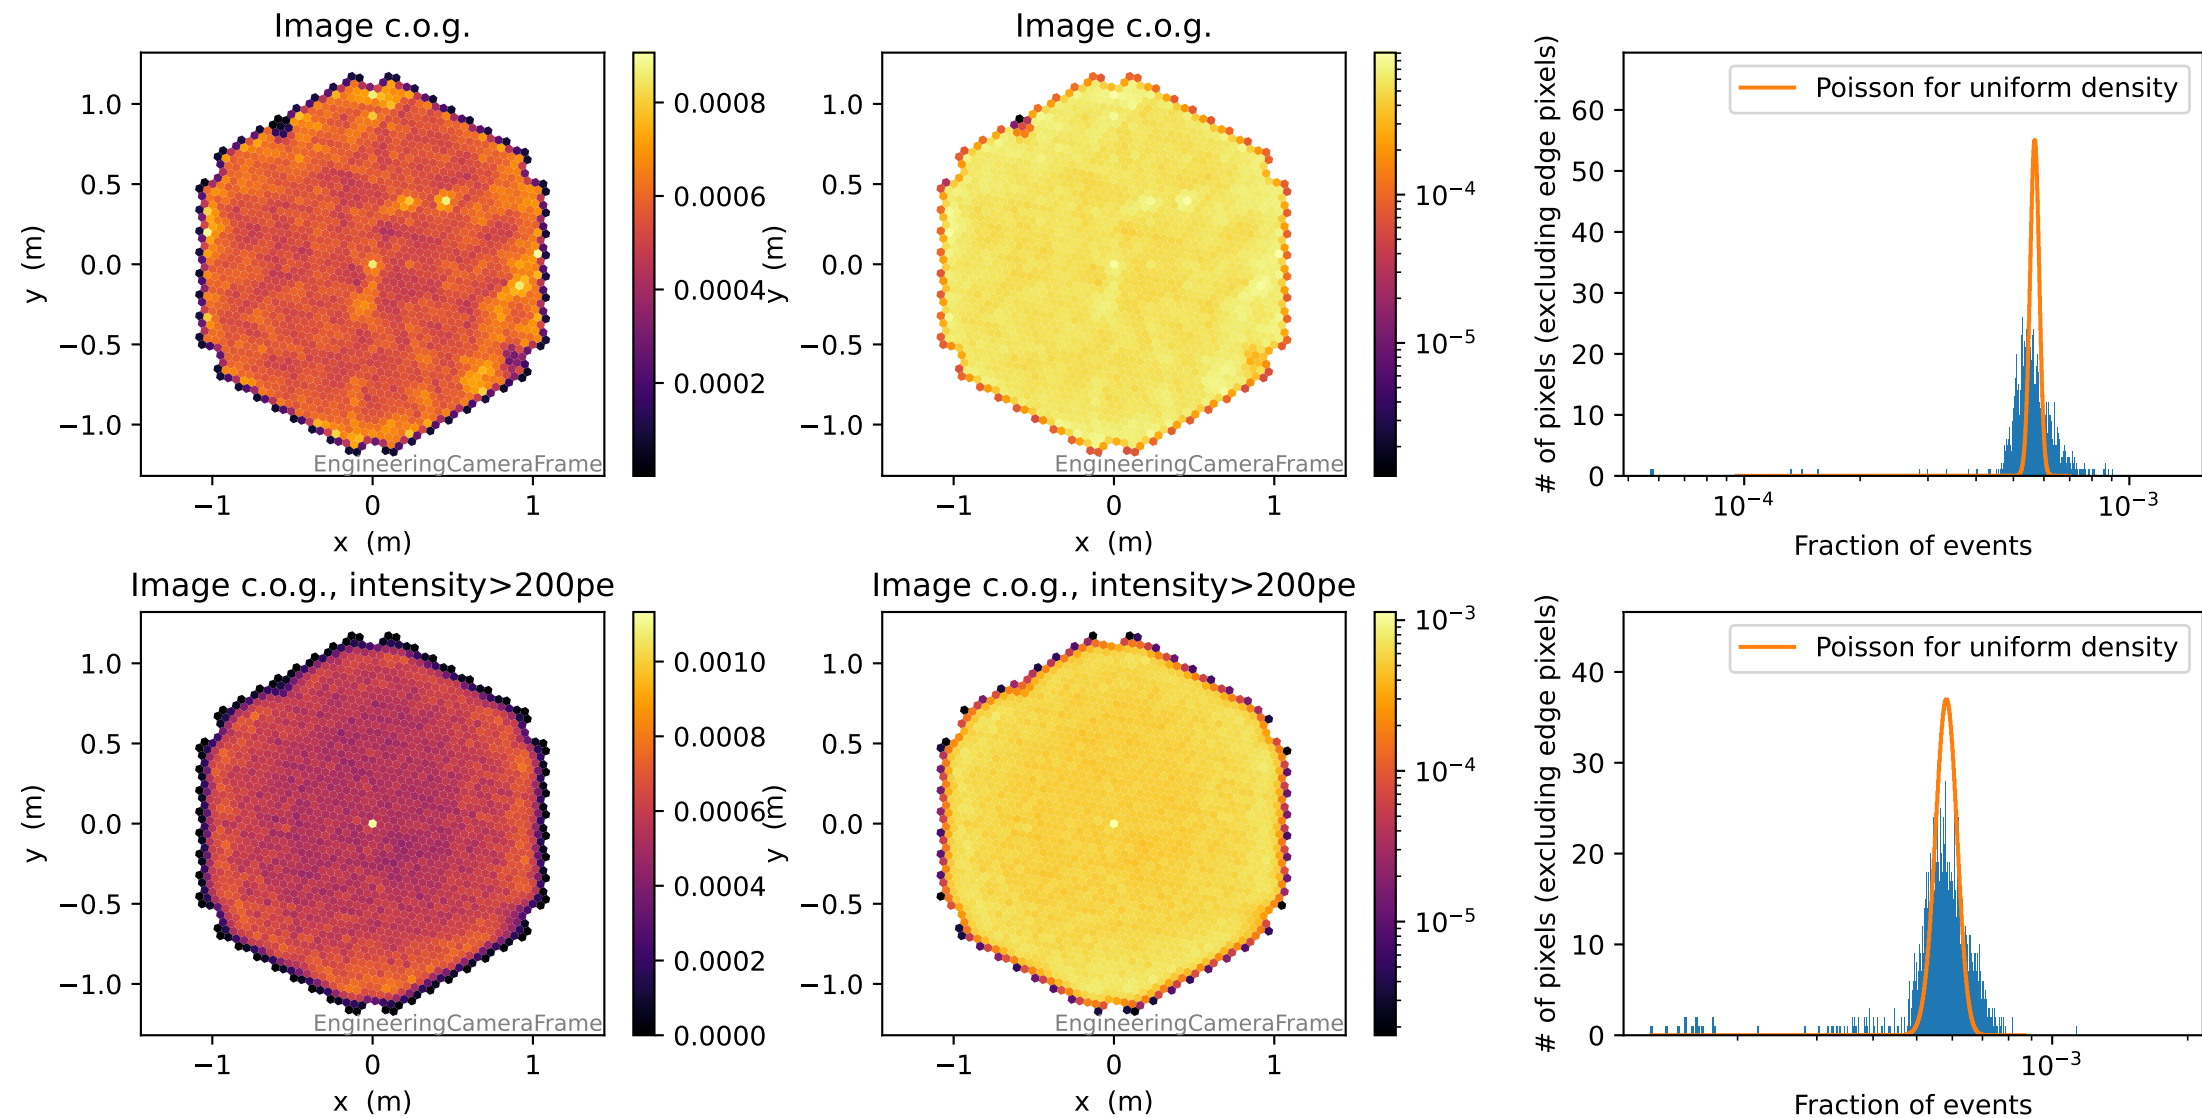 Image c.o.g.
1.0
0.5
0.0
−0.5
−1.0
y (m)
EngineeringCameraFrame
−1 0 1
x (m)
0.0008
0.0006
0.0004
0.0002
Image c.o.g.
1.0
0.5
0.0
−0.5
−1.0
y (m)
EngineeringCameraFrame
−1 0 1
x (m)
10−4
10−5
# of pixels (excluding edge pixels)
60
50
40
30
20
10
0
Poisson for uniform density
10−4 10−3
Fraction of events
Image c.o.g., intensity>200pe
1.0
0.5
0.0
−0.5
−1.0
y (m)
EngineeringCameraFrame
−1 0 1
x (m)
0.0010
0.0008
0.0006
0.0004
0.0002
0.0000
Image c.o.g., intensity>200pe
1.0
0.5
0.0
−0.5
−1.0
y (m)
EngineeringCameraFrame
−1 0 1
x (m)
10−3
10−4
10−5
# of pixels (excluding edge pixels)
40
30
20
10
0
Poisson for uniform density
10−3
Fraction of events